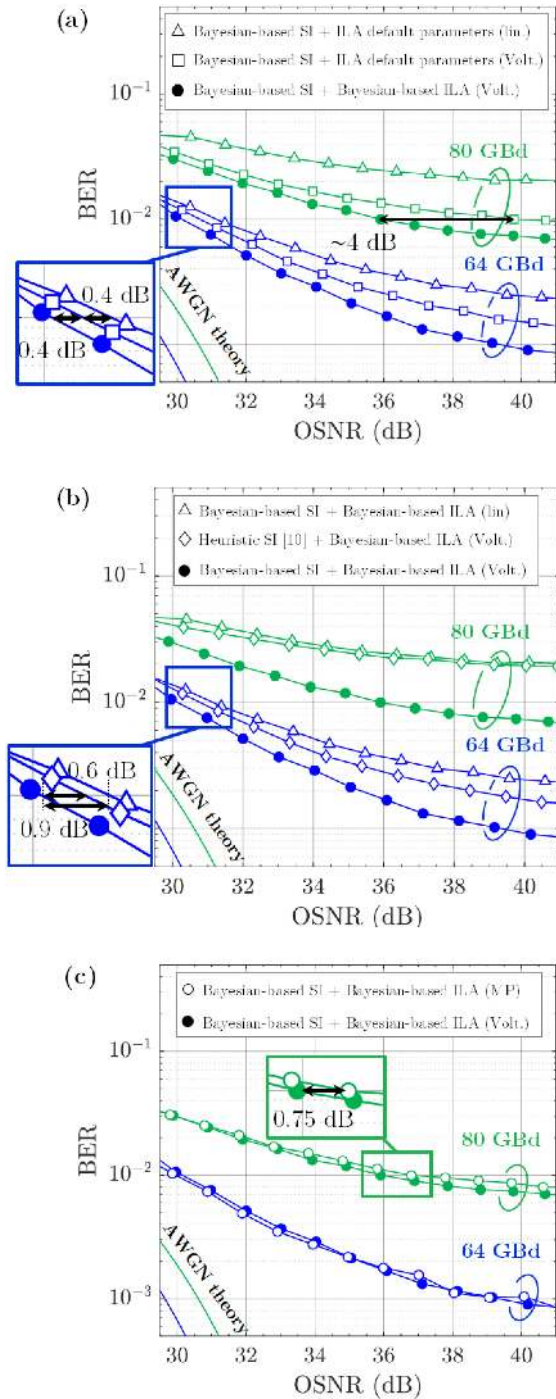 (a)
Bayesian-based SI + ILA default parameters (lin.)
Bayesian-based SI + ILA default parameters (Volt.)
Bayesian-based SI + Bayesian-based ILA (Volt.)
10⁻¹
80 GBd
BER
10⁻²
~4 dB
64 GBd
0.4 dB
0.4 dB
AWGN theory
30 32 34 36 38 40
OSNR (dB)
(b)
Bayesian-based SI + Bayesian-based ILA (lin)
Heuristic SI [10] + Bayesian-based ILA (Volt.)
Bayesian-based SI + Bayesian-based ILA (Volt.)
10⁻¹
80 GBd
BER
10⁻²
64 GBd
0.6 dB
0.9 dB
AWGN theory
30 32 34 36 38 40
OSNR (dB)
(c)
Bayesian-based SI + Bayesian-based ILA (MP)
Bayesian-based SI + Bayesian-based ILA (Volt.)
10⁻¹
0.75 dB
80 GBd
BER
10⁻²
64 GBd
AWGN theory
10⁻³
30 32 34 36 38 40
OSNR (dB)